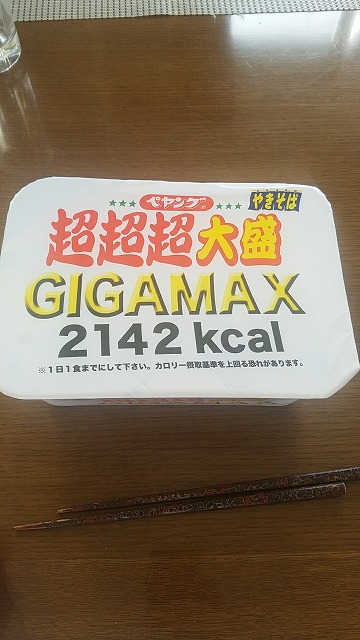 ペヤング やきそば
超超超大盛
GIGAMAX
2142 kcal
※1日1食までにして下さい。カロリー摂取基準を上回る恐れがあります。